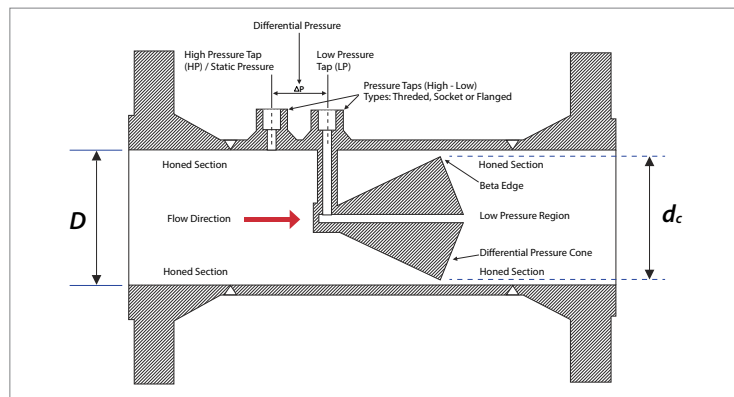 Differential Pressure
High Pressure Tap
(HP) / Static Pressure
Low Pressure
Tap (LP)
ΔP
Pressure Taps (High - Low)
Types: Threded, Socket or Flanged
Honed Section
Honed Section
Beta Edge
D
Flow Direction
Low Pressure Region
dc
Differential Pressure Cone
Honed Section
Honed Section